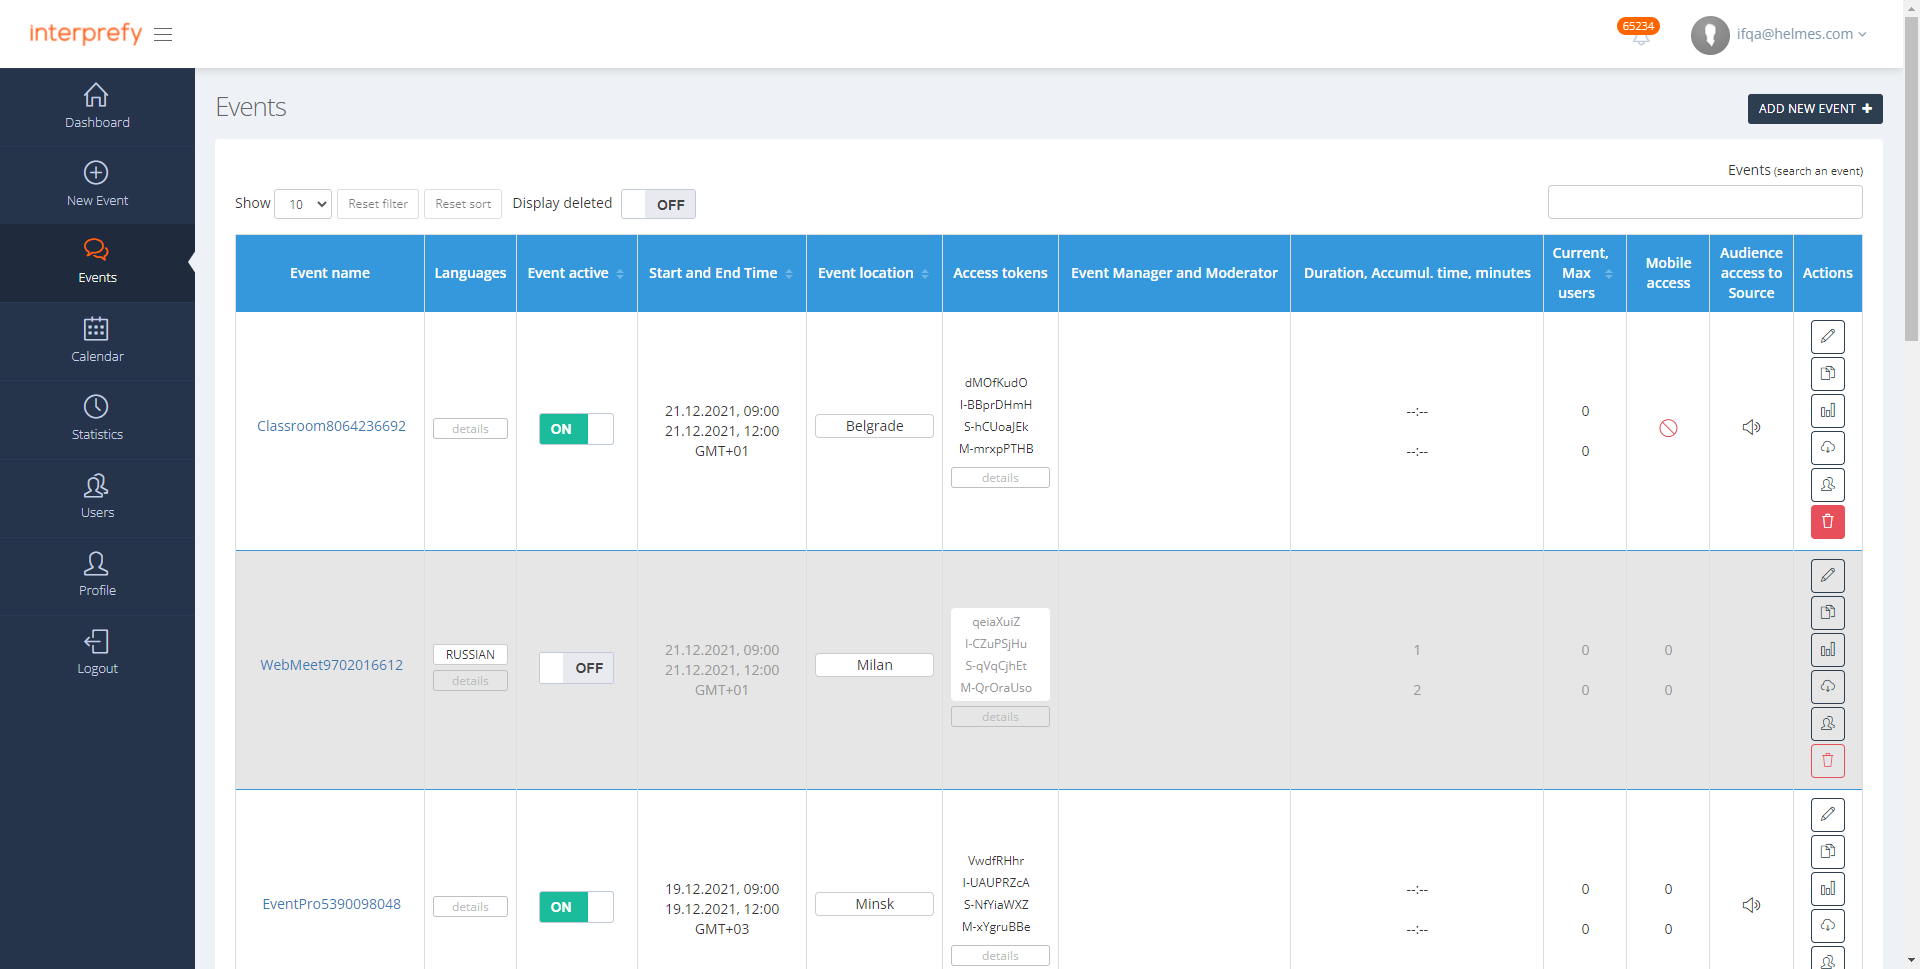 interprefy
65234
ifqa@helmes.com
Dashboard
New Event
Events
Calendar
Statistics
Users
Profile
Logout
Events
ADD NEW EVENT
Events (search an event)
Show 10 Reset filter Reset sort Display deleted OFF
Event name Languages Event active Start and End Time Event location Access tokens Event Manager and Moderator Duration, Accumul. time, minutes Current, Max users Mobile access Audience access to Source Actions
Classroom8064236692
details
ON
21.12.2021, 09:00
21.12.2021, 12:00
GMT+01
Belgrade
dMOfKudO
I-BBprDHmH
S-hCUoaJEk
M-mrxpPTHB
details
--:--
--:--
0
0
WebMeet9702016612
RUSSIAN
details
OFF
21.12.2021, 09:00
21.12.2021, 12:00
GMT+01
Milan
qeiaXuiZ
I-CZuPSjHu
S-qVqCjhEt
M-QrOraUso
details
1
2
0
0
0
0
EventPro5390098048
details
ON
19.12.2021, 09:00
19.12.2021, 12:00
GMT+03
Minsk
VwdfRHhr
I-UAUPRZcA
S-NfYiaWXZ
M-xYgruBBe
details
--:--
--:--
0
0
0
0